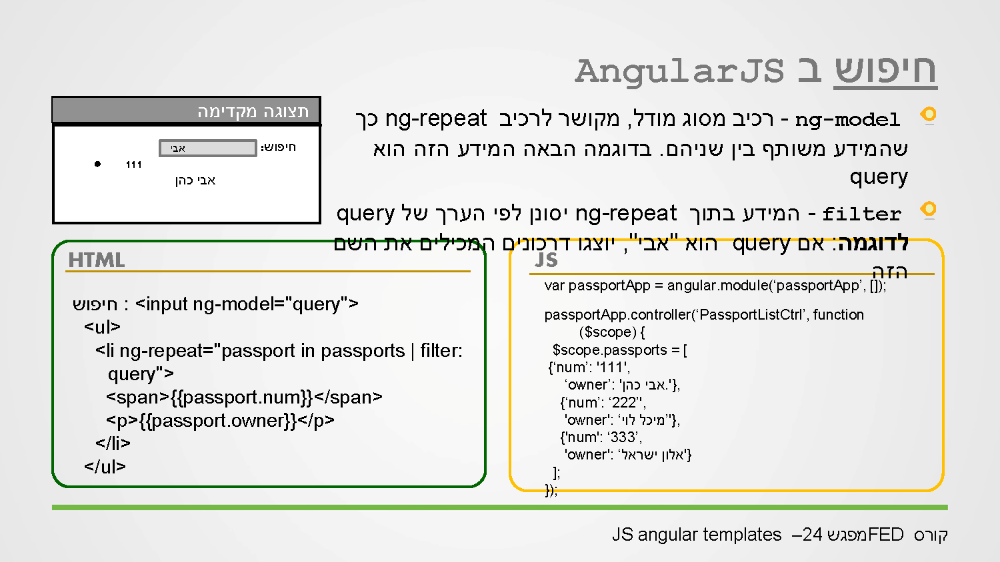 חיפוש ב AngularJS
ng-model - רכיב מסוג מודל, מקושר לרכיב ng-repeat כך
שהמידע משותף בין שניהם. בדוגמה הבאה המידע הזה הוא
query
filter - המידע בתוך ng-repeat יסונן לפי הערך של query
לדוגמה: אם query הוא "אבי", יוצגו דרכונים המכילים את השם
הזה
תצוגה מקדימה
חיפוש: אבי
• 111
אבי כהן
HTML
חיפוש : <input ng-model="query">
<ul>
<li ng-repeat="passport in passports | filter:
query">
<span>{{passport.num}}</span>
<p>{{passport.owner}}</p>
</li>
</ul>
JS
var passportApp = angular.module(‘passportApp’, []);
passportApp.controller(‘PassportListCtrl’, function
($scope) {
$scope.passports = [
{‘num’: '111',
‘owner’: 'אבי כהן.'},
{‘num’: ‘222’',
'owner': ‘מיכל לוי’'},
{'num': ‘333’,
'owner': ‘אלון ישראל'}
];
});
קורס FED מפגש 24– JS angular templates